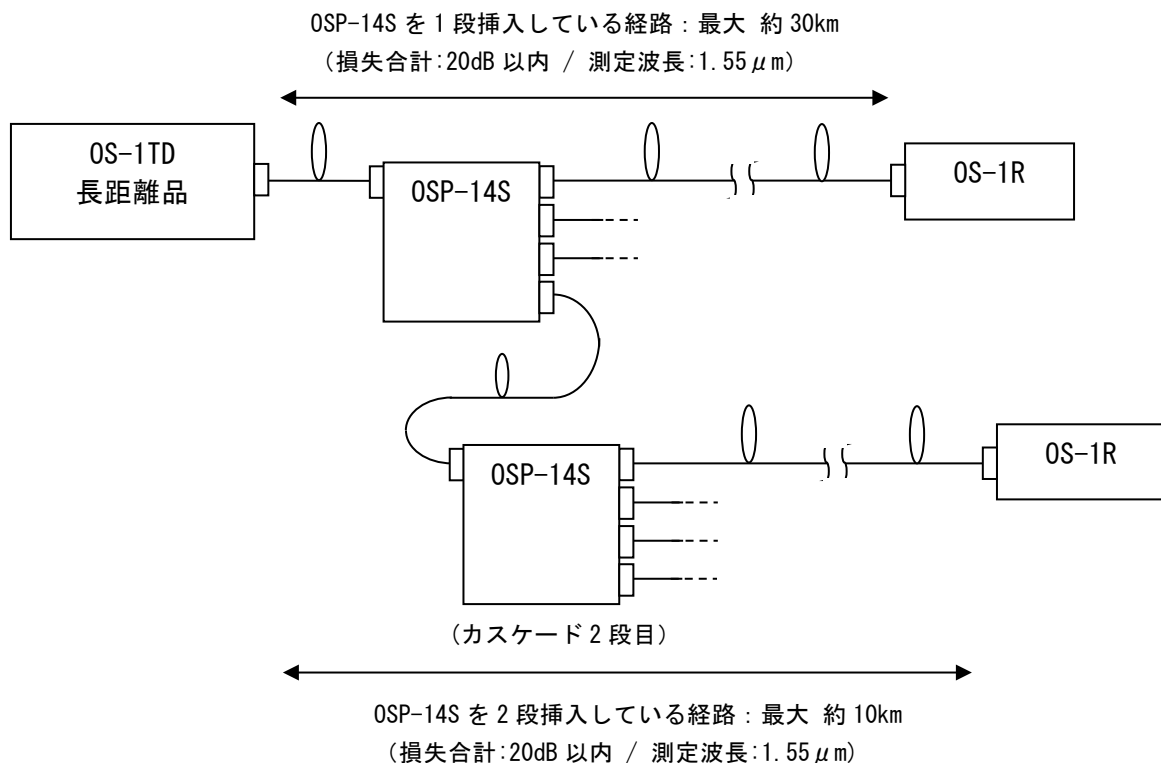 OSP-14S を 1 段挿入している経路：最大 約 30km
（損失合計：20dB 以内 / 測定波長：1.55μm）
OS-1TD
長距離品
OSP-14S
OS-1R
OSP-14S
OS-1R
（カスケード 2 段目）
OSP-14S を 2 段挿入している経路：最大 約 10km
（損失合計：20dB 以内 / 測定波長：1.55μm）